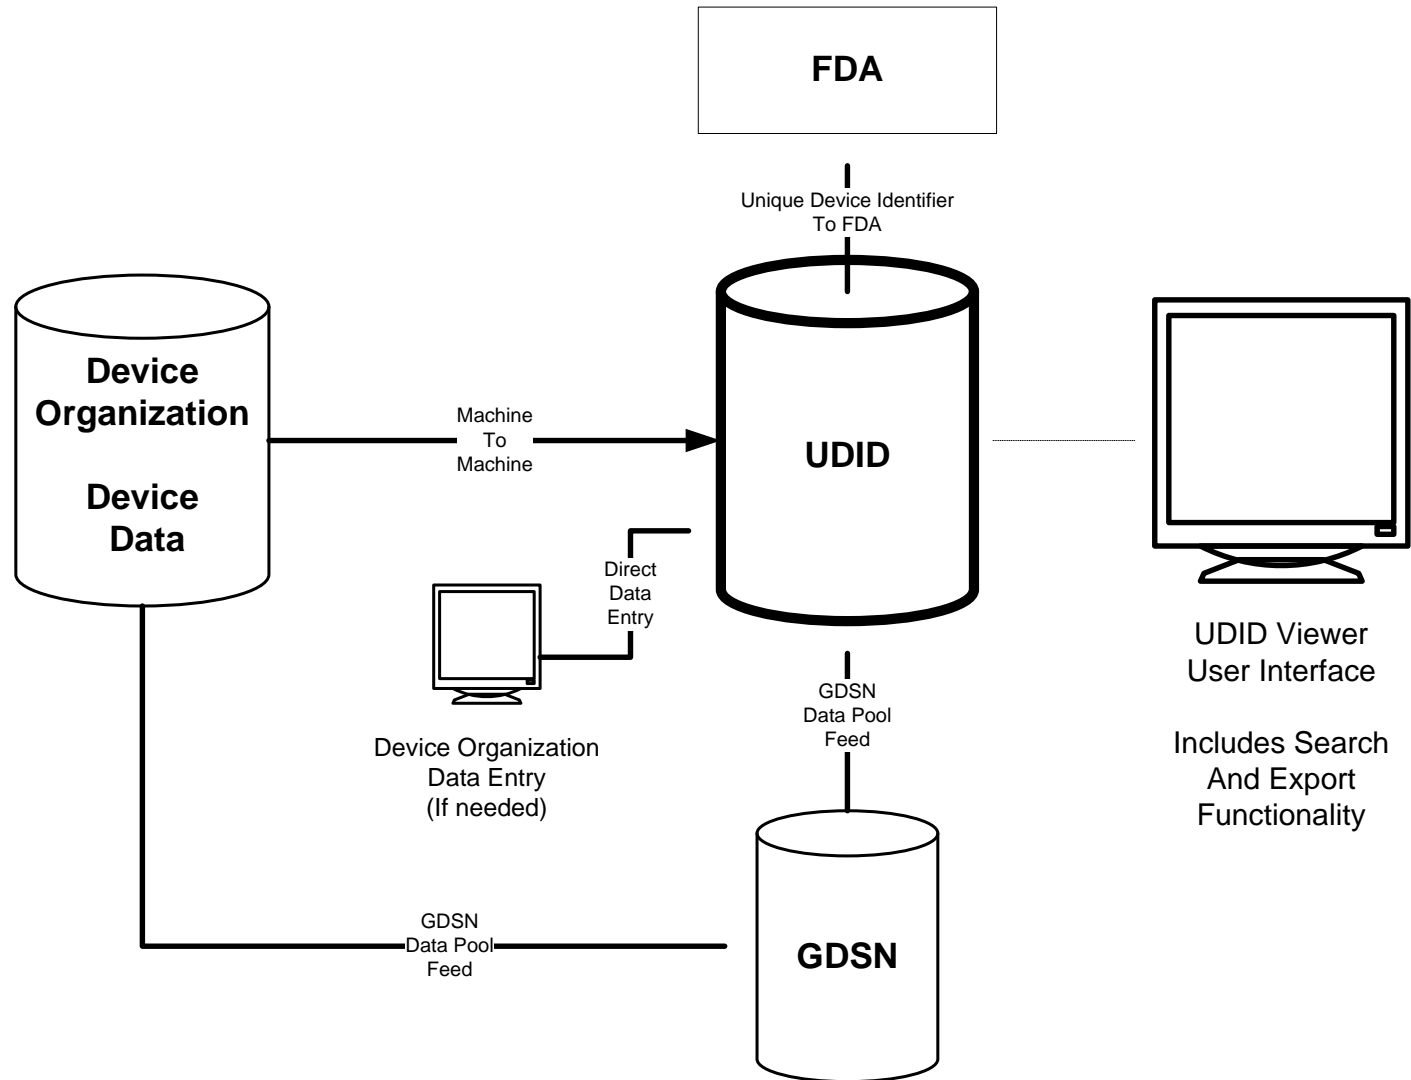 FDA
Unique Device Identifier
To FDA
Device
Organization
Device
Data
Machine
To
Machine
UDID
Direct
Data
Entry
Device Organization
Data Entry
(If needed)
GDSN
Data Pool
Feed
UDID Viewer
User Interface
Includes Search
And Export
Functionality
GDSN
Data Pool
Feed
GDSN